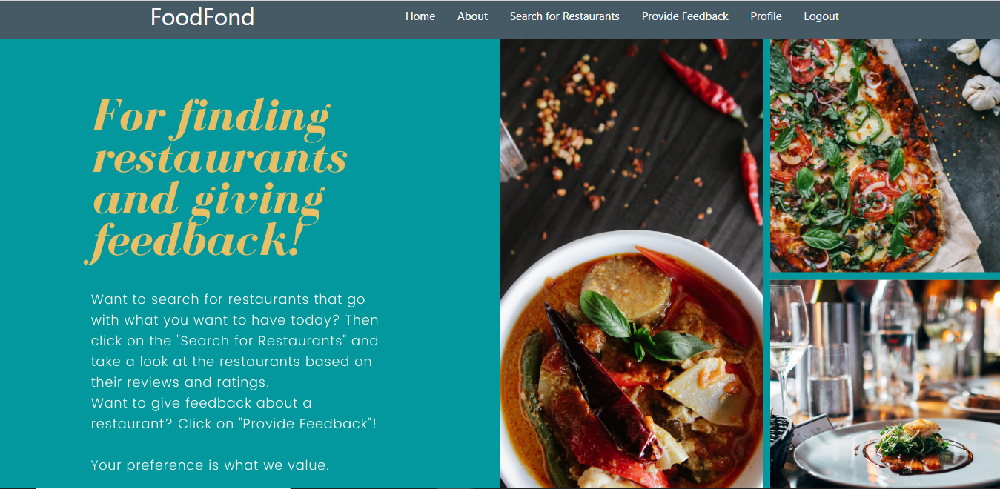 FoodFond
Home About Search for Restaurants Provide Feedback Profile Logout
For finding
restaurants
and giving
feedback!
Want to search for restaurants that go
with what you want to have today? Then
click on the "Search for Restaurants" and
take a look at the restaurants based on
their reviews and ratings.
Want to give feedback about a
restaurant? Click on "Provide Feedback"!
Your preference is what we value.